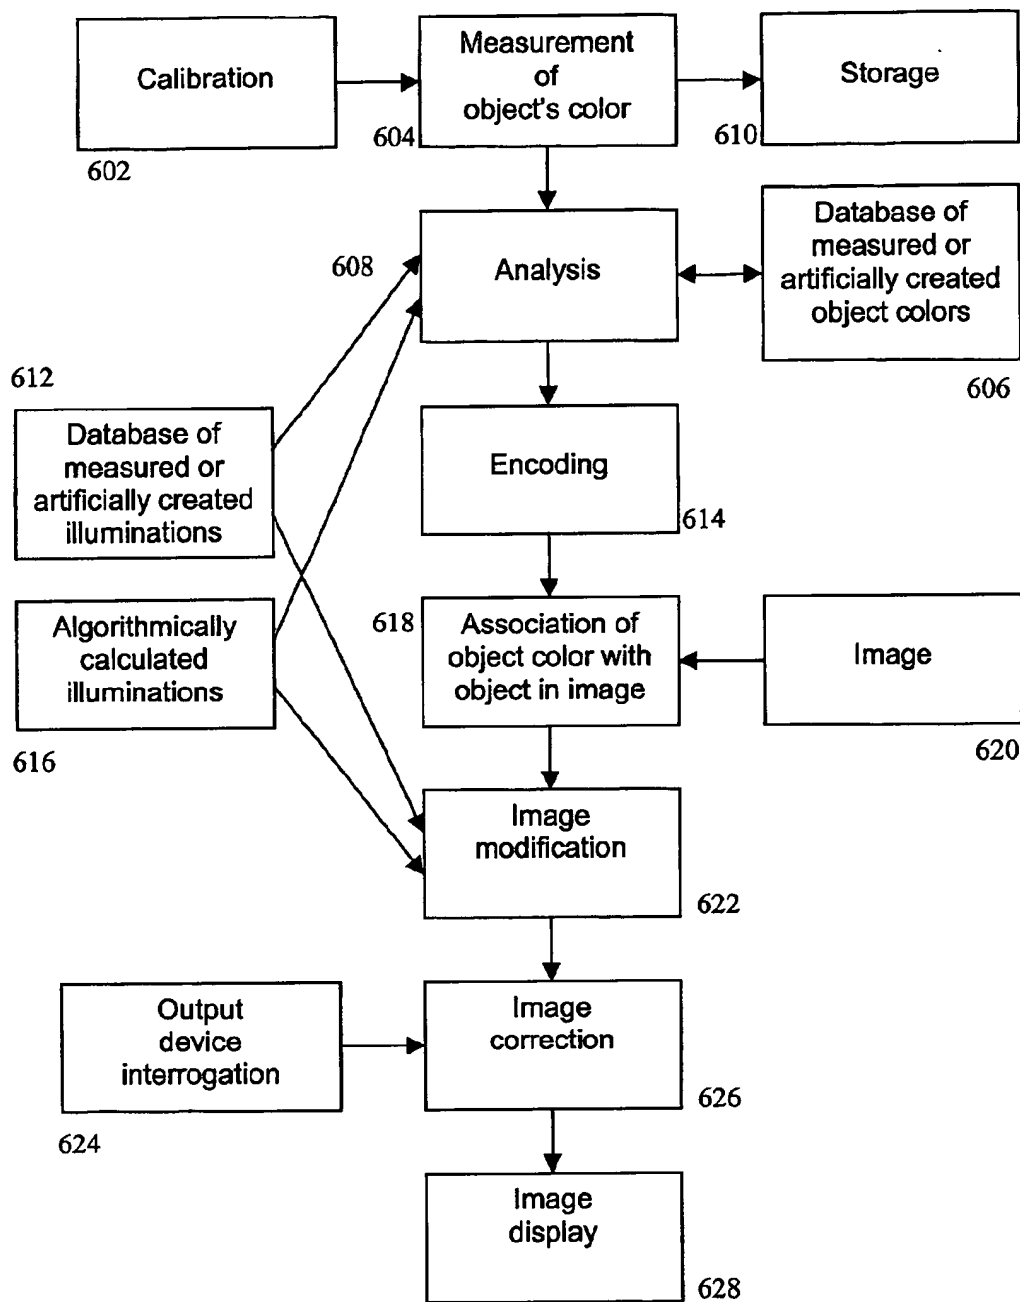 Calibration
602
Measurement
of
object's color
604
Storage
610
Analysis
608
Database of
measured or
artificially created
object colors
606
612
Database of
measured or
artificially created
illuminations
Encoding
614
Algorithmically
calculated
illuminations
616
618
Association of
object color with
object in image
Image
620
Image
modification
622
Output
device
interrogation
624
Image
correction
626
Image
display
628